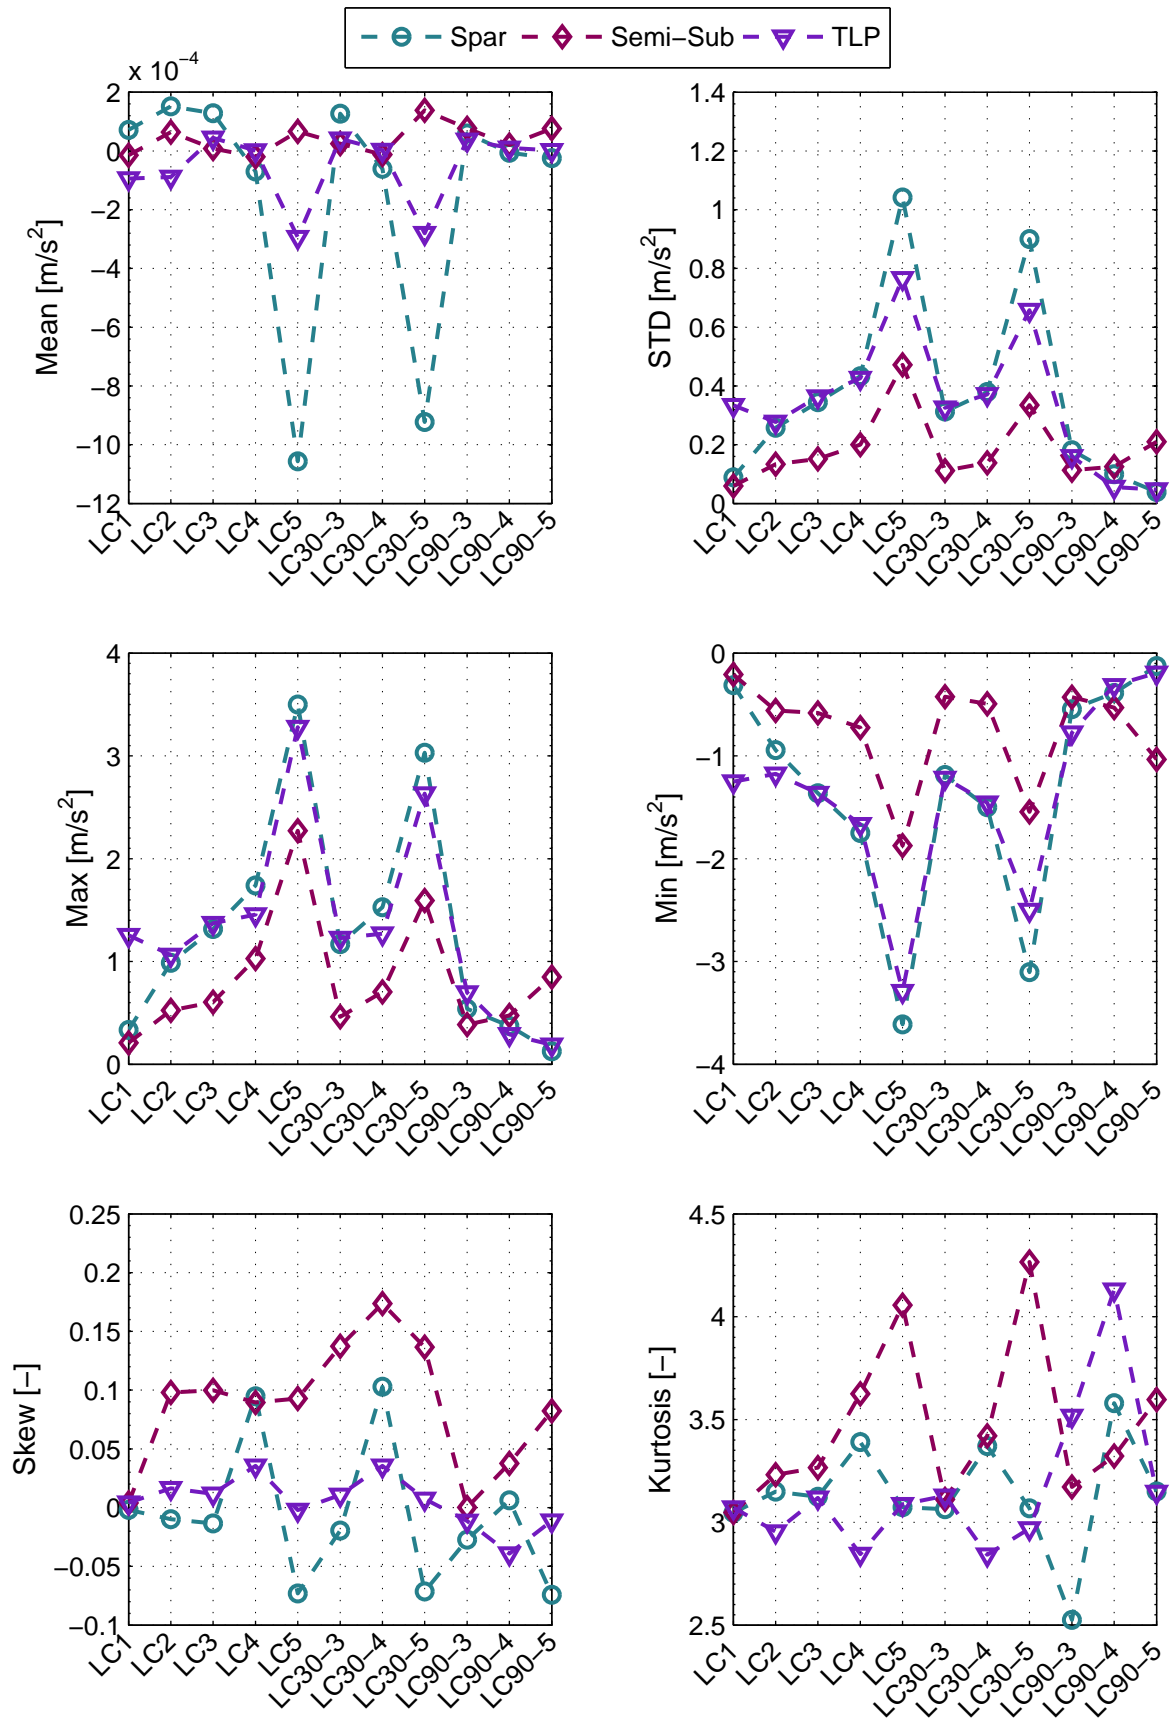 Spar Semi−Sub TLP
x 10−4
2
0
−2
−4
−6
−8
−10
−12
Mean [m/s2]
LC1 LC2 LC3 LC4 LC5 LC30−3 LC30−4 LC30−5 LC90−3 LC90−4 LC90−5
1.4
1.2
1
0.8
0.6
0.4
0.2
0
STD [m/s2]
LC1 LC2 LC3 LC4 LC5 LC30−3 LC30−4 LC30−5 LC90−3 LC90−4 LC90−5
4
3
2
1
0
Max [m/s2]
LC1 LC2 LC3 LC4 LC5 LC30−3 LC30−4 LC30−5 LC90−3 LC90−4 LC90−5
0
−1
−2
−3
−4
Min [m/s2]
LC1 LC2 LC3 LC4 LC5 LC30−3 LC30−4 LC30−5 LC90−3 LC90−4 LC90−5
0.25
0.2
0.15
0.1
0.05
0
−0.05
−0.1
Skew [−]
LC1 LC2 LC3 LC4 LC5 LC30−3 LC30−4 LC30−5 LC90−3 LC90−4 LC90−5
4.5
4
3.5
3
2.5
Kurtosis [−]
LC1 LC2 LC3 LC4 LC5 LC30−3 LC30−4 LC30−5 LC90−3 LC90−4 LC90−5